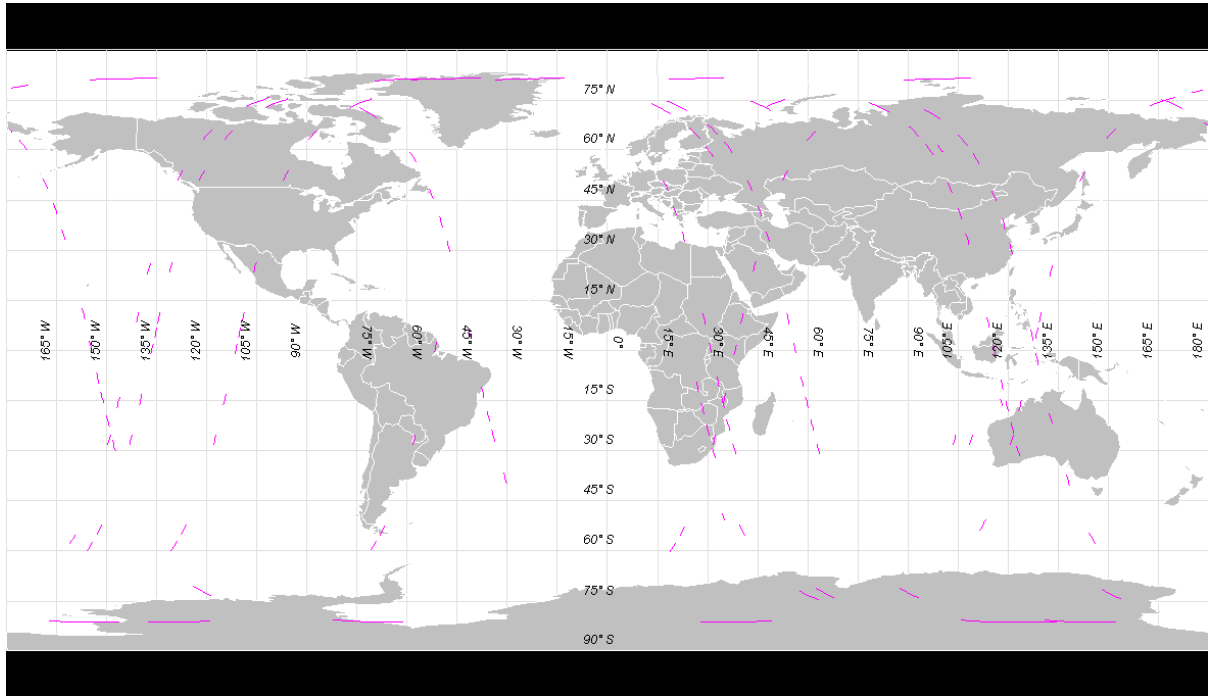 75° N
60° N
45° N
30° N
15° N
165° W
150° W
135° W
120° W
105° W
90° W
75° W
60° W
45° W
30° W
15° W
0°
15° E
30° E
45° E
60° E
75° E
90° E
105° E
120° E
135° E
150° E
165° E
180° E
15° S
30° S
45° S
60° S
75° S
90° S